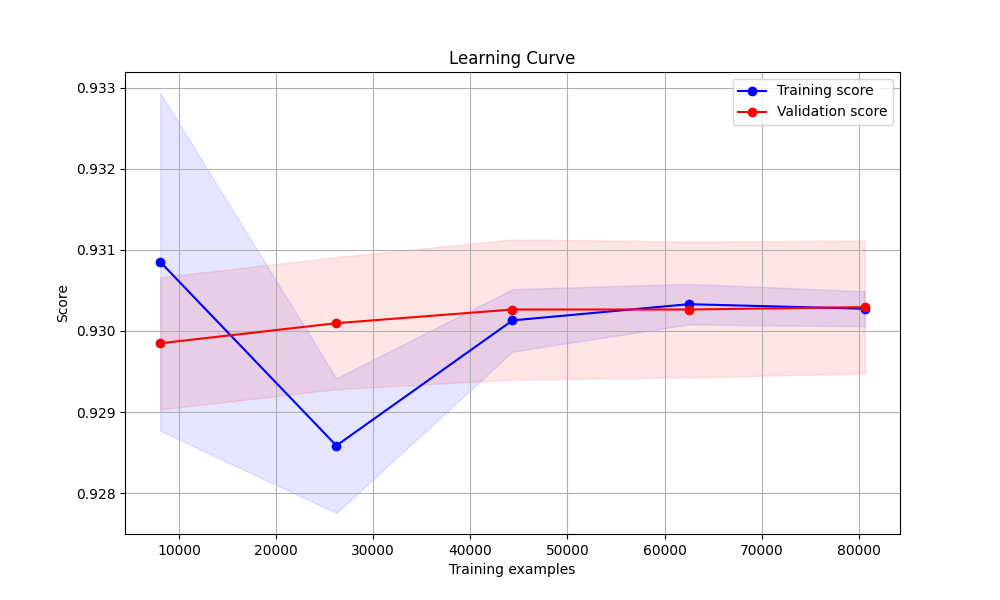 Learning Curve
Training score
Validation score
0.933
0.932
0.931
0.930
0.929
0.928
Score
10000 20000 30000 40000 50000 60000 70000 80000
Training examples